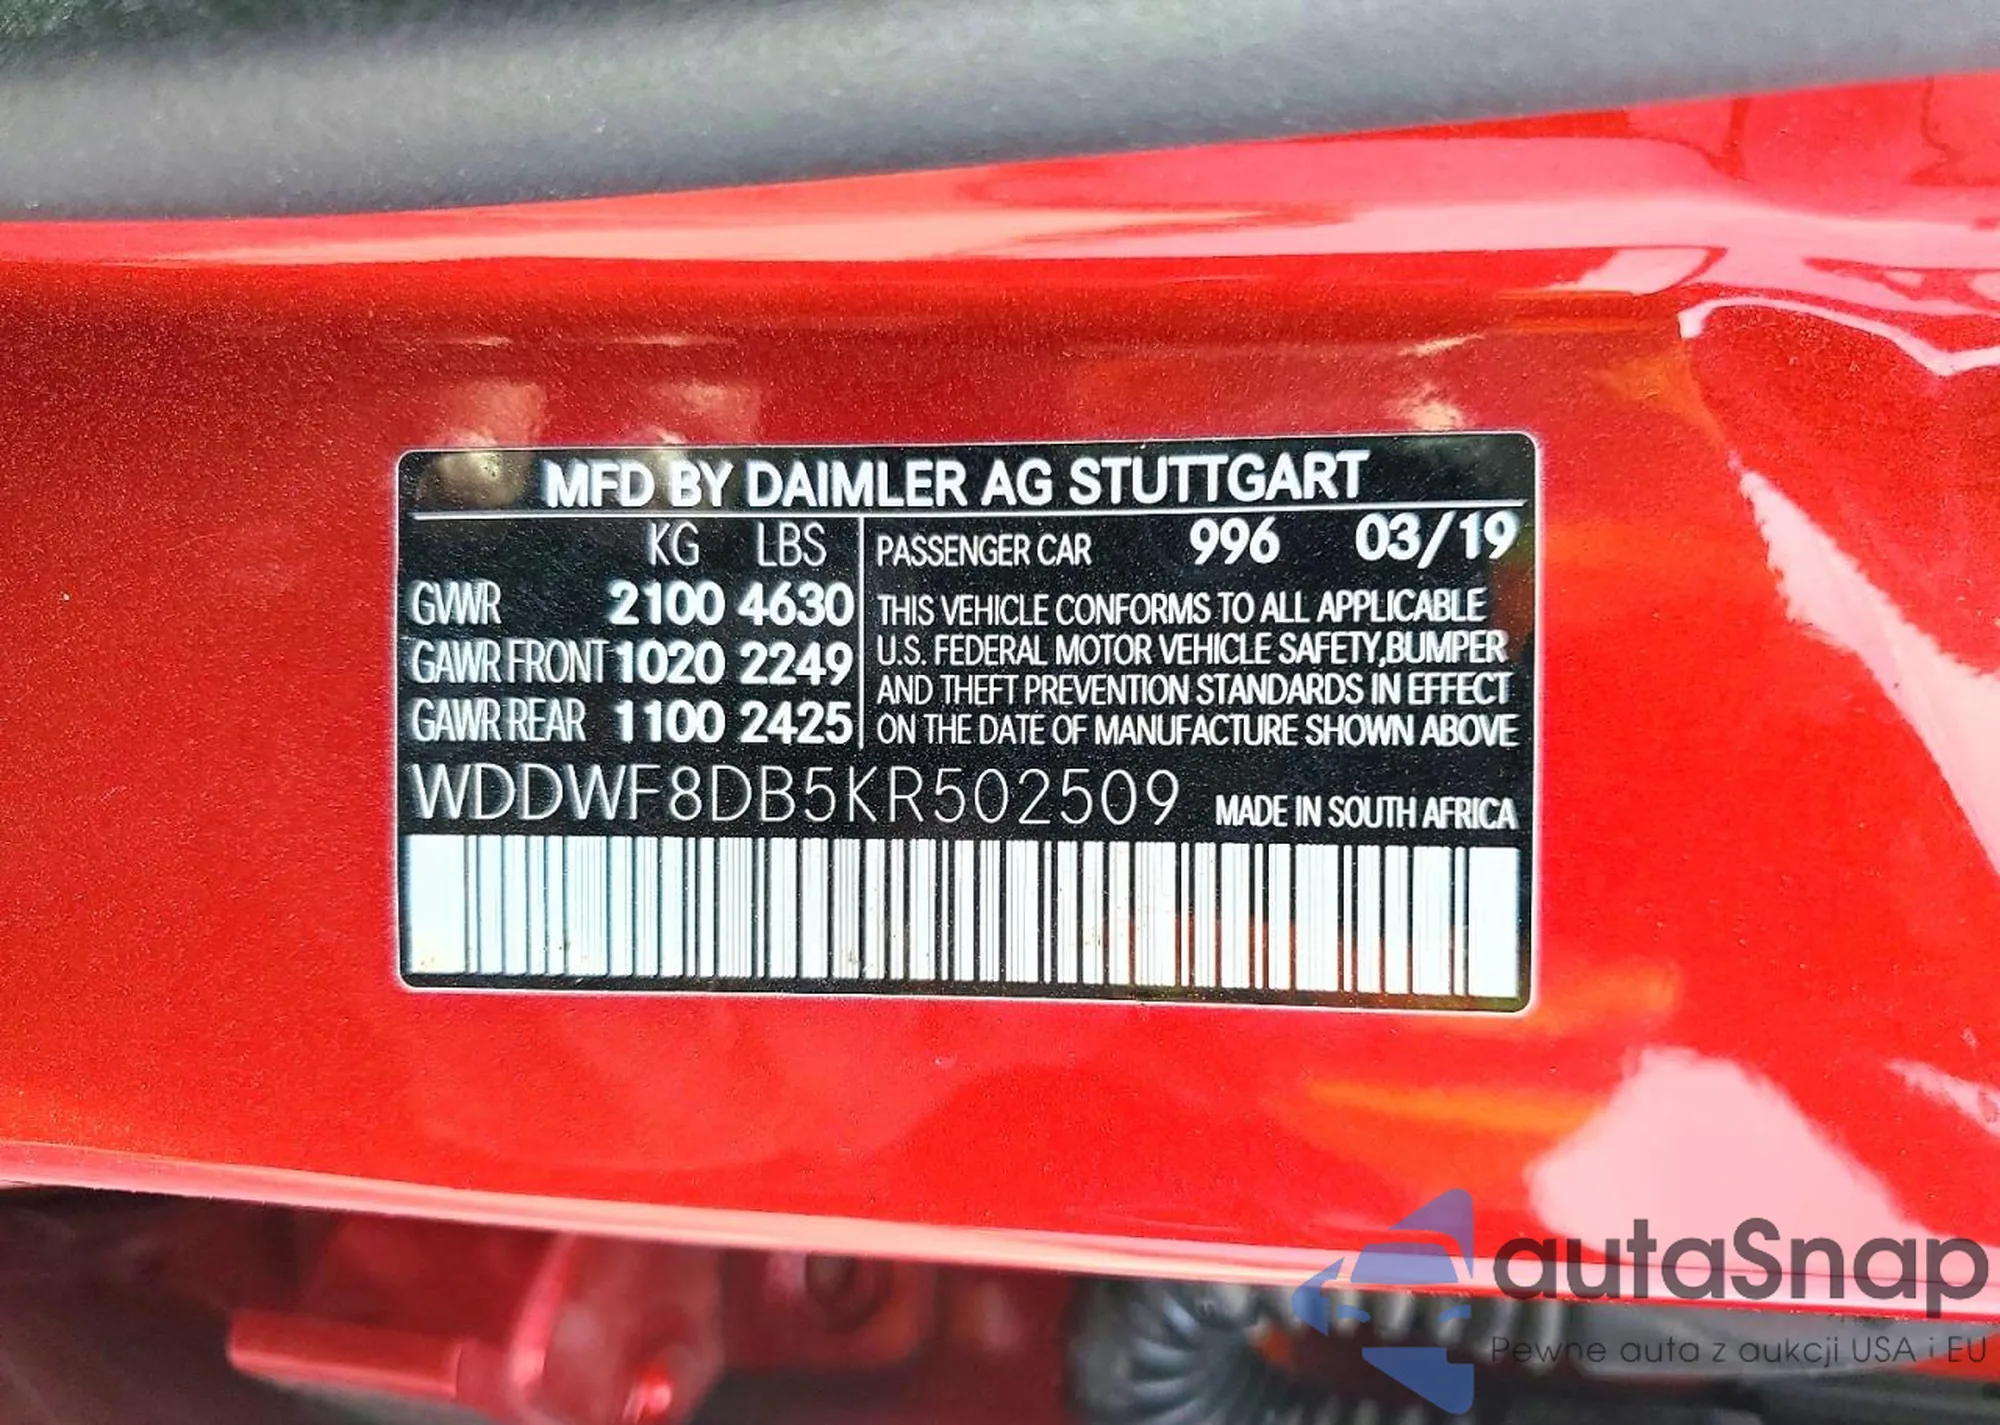 MFD BY DAIMLER AG STUTTGART
KG LBS
GVWR 2100 4630
GAWR FRONT 1020 2249
GAWR REAR 1100 2425
PASSENGER CAR 996 03/19
THIS VEHICLE CONFORMS TO ALL APPLICABLE
U.S. FEDERAL MOTOR VEHICLE SAFETY,BUMPER
AND THEFT PREVENTION STANDARDS IN EFFECT
ON THE DATE OF MANUFACTURE SHOWN ABOVE
WDDWF8DB5KR502509 MADE IN SOUTH AFRICA
autaSnap
Pewne auta z aukcji USA i EU